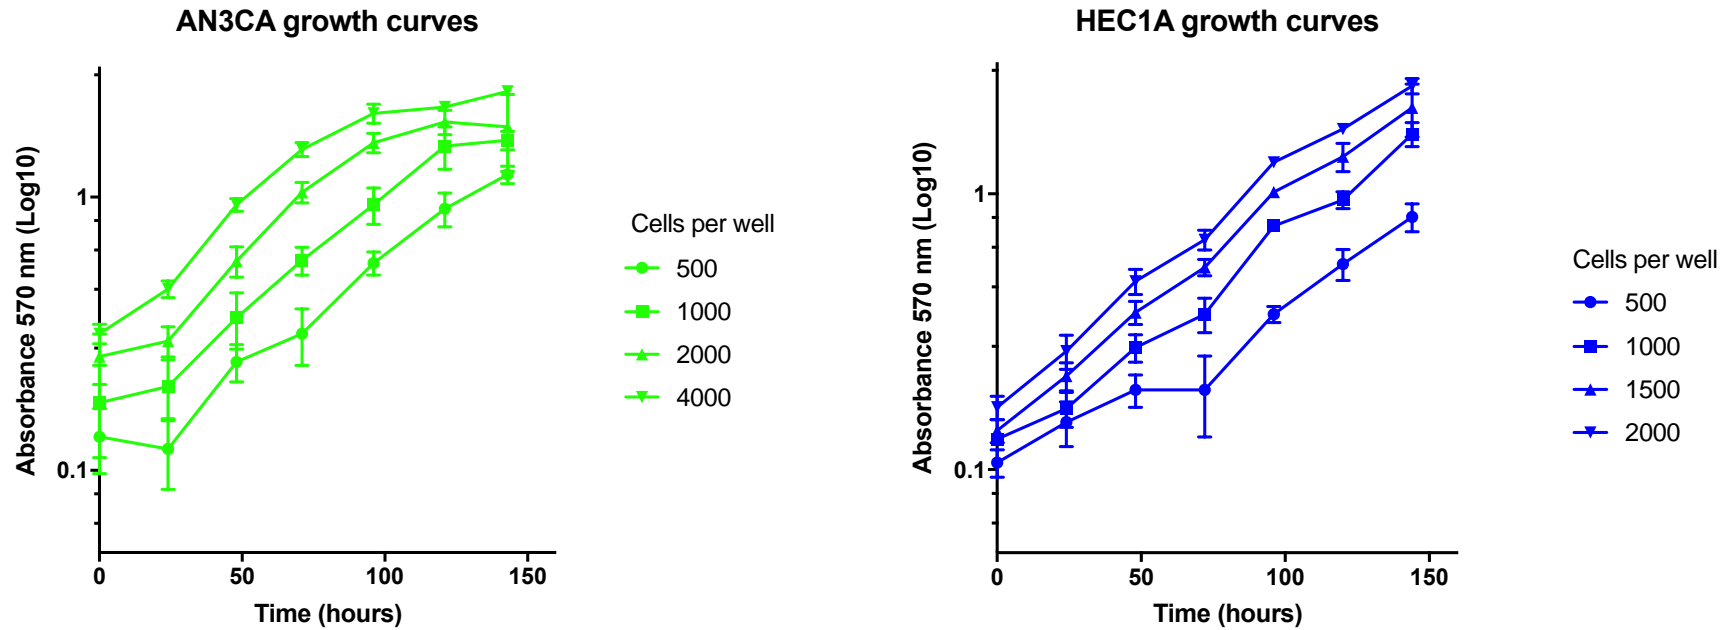 AN3CA growth curves
Absorbance 570 nm (Log10)
1
0.1
0
50
100
150
Time (hours)
Cells per well
500
1000
2000
4000
HEC1A growth curves
Absorbance 570 nm (Log10)
1
0.1
0
50
100
150
Time (hours)
Cells per well
500
1000
1500
2000